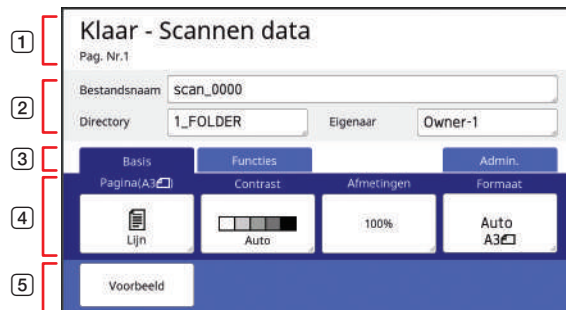 1
Klaar - Scannen data
Pag. Nr.1
2
Bestandsnaam scan_0000
Directory 1_FOLDER Eigenaar Owner-1
3
Basis Functies Admin.
4
Pagina(A3) Contrast Afmetingen Formaat
Lijn Auto 100% Auto A3
5
Voorbeeld